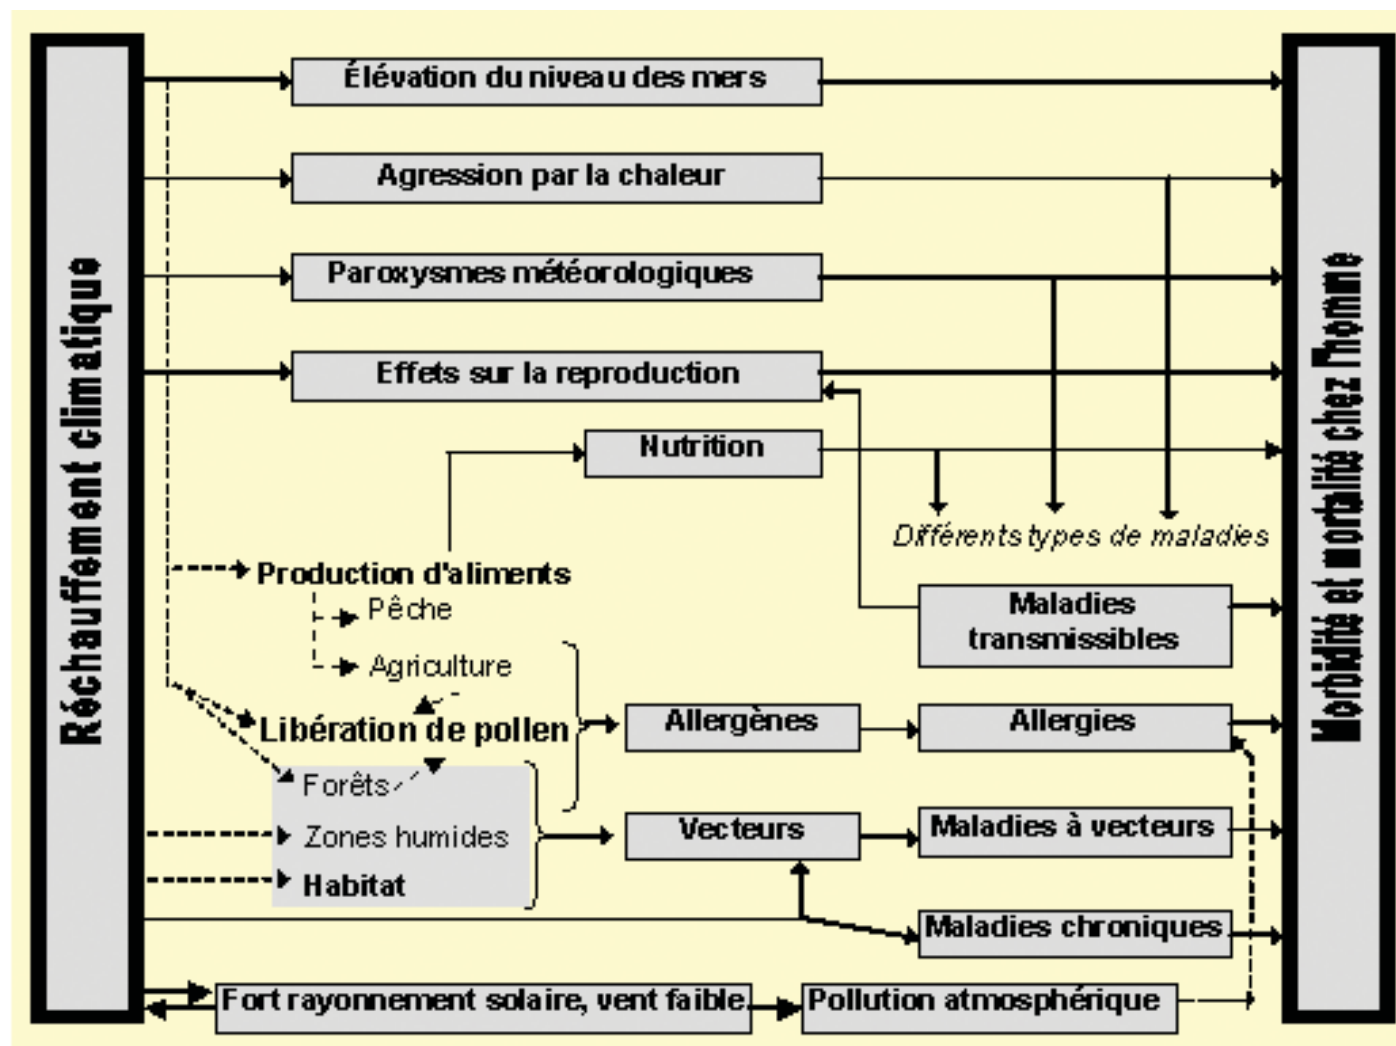 Réchauffement climatique
Élévation du niveau des mers
Agression par la chaleur
Paroxysmes météorologiques
Effets sur la reproduction
Nutrition
Différents types de maladies
Production d'aliments
Pêche
Agriculture
Libération de pollen
Forêts
Zones humides
Habitat
Maladies
transmissibles
Allergènes
Allergies
Vecteurs
Maladies à vecteurs
Maladies chroniques
Fort rayonnement solaire, vent faible
Pollution atmosphérique
Morbidité et mortalité chez l'homme